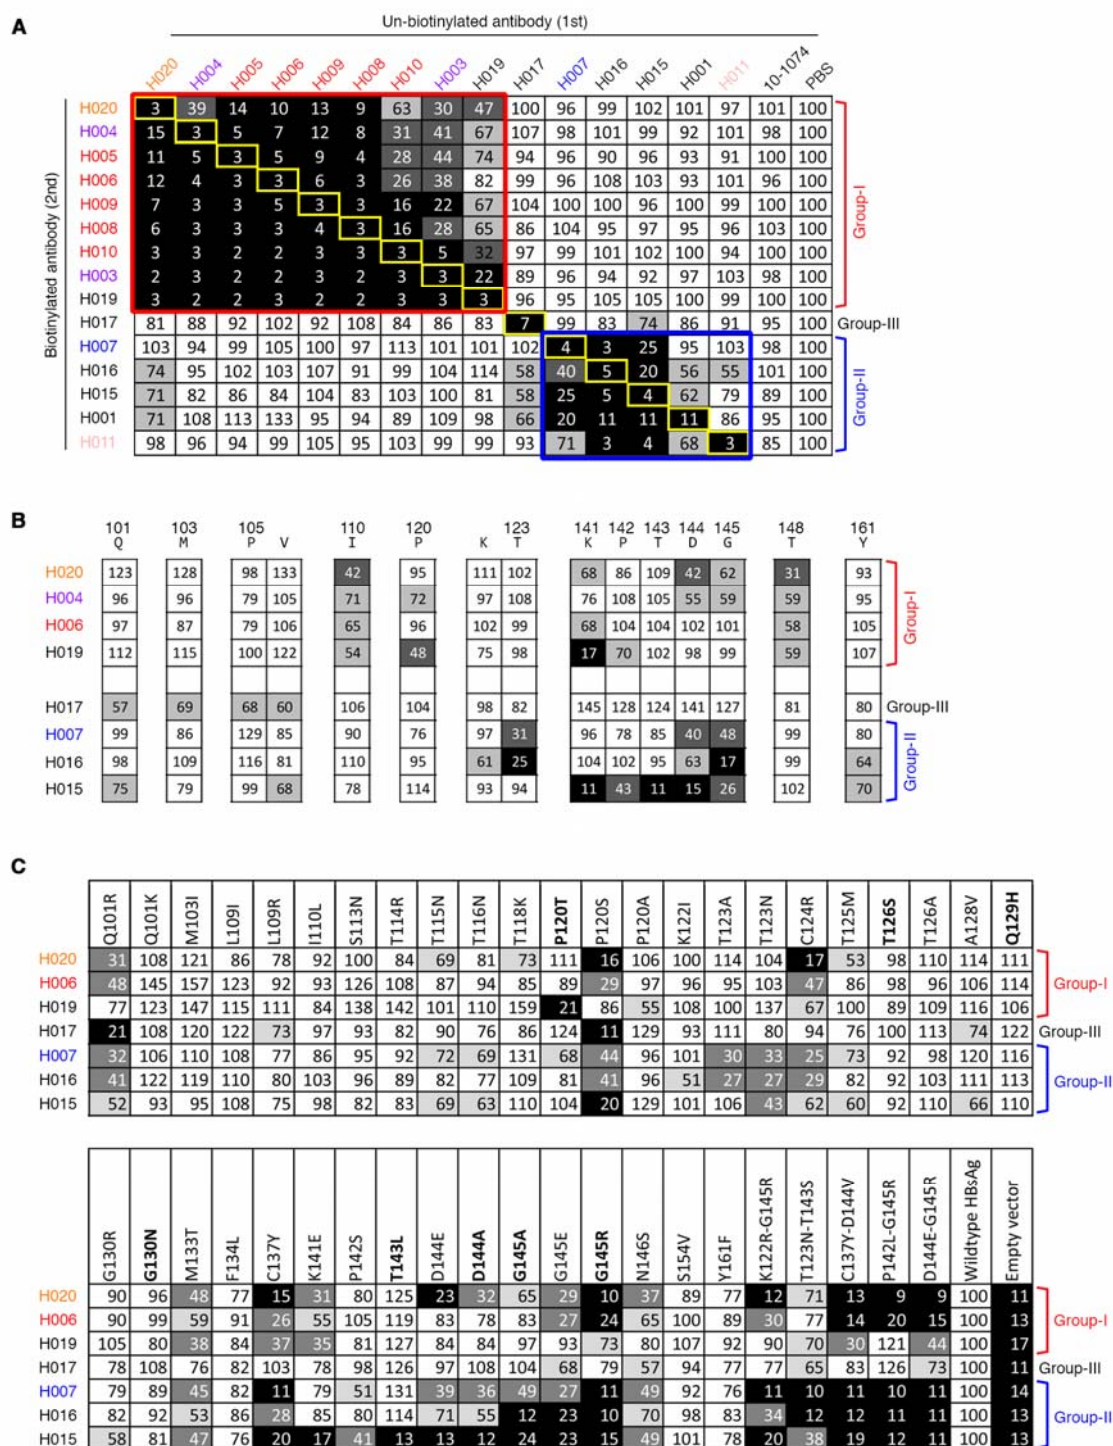 A
Un-biotinylated antibody (1st)
H020 H004 H005 H006 H009 H008 H010 H003 H019 H017 H007 H016 H015 H001 H011 10-1074 PBS
Biotinylated antibody (2nd)
H020 3 39 14 10 13 9 63 30 47 100 96 99 102 101 97 101 100
H004 15 3 5 7 12 8 31 41 67 107 98 101 99 92 101 98 100
H005 11 5 3 5 9 4 28 44 74 94 96 90 96 93 91 100 100
H006 12 4 3 3 6 3 26 38 82 99 96 108 103 93 101 96 100
H009 7 3 3 5 3 3 16 22 67 104 100 100 96 100 99 100 100
H008 6 3 3 3 4 3 16 28 65 86 104 95 97 95 96 103 100
H010 3 3 2 2 3 3 3 5 32 97 99 101 102 100 94 100 100
H003 2 3 2 2 3 2 3 3 22 89 96 94 92 97 103 98 100
H019 3 2 2 3 2 2 3 3 3 96 95 105 105 100 99 100 100
H017 81 88 92 102 92 108 84 86 83 7 99 83 74 86 91 95 100
H007 103 94 99 105 100 97 113 101 101 102 4 3 25 95 103 98 100
H016 74 95 102 103 107 91 99 104 114 58 40 5 20 56 55 101 100
H015 71 82 86 84 104 83 103 100 81 58 25 5 4 62 79 89 100
H001 71 108 113 133 95 94 89 109 98 66 20 11 11 11 86 95 100
H011 98 96 94 99 105 95 103 99 99 93 71 3 4 68 3 85 100
Group-I
Group-III
Group-II
B
101 103 105 110 120 123 141 142 143 144 145 148 161
Q M P V I P K T K P T D G T Y
H020 123 128 98 133 42 95 111 102 68 86 109 42 62 31 93
H004 96 96 79 105 71 72 97 108 76 108 105 55 59 59 95
H006 97 87 79 106 65 96 102 99 68 104 104 102 101 58 105
H019 112 115 100 122 54 48 75 98 17 70 102 98 99 59 107
H017 57 69 68 60 106 104 98 82 145 128 124 141 127 81 80
H007 99 86 129 85 90 76 97 31 96 78 85 40 48 99 80
H016 98 109 116 81 110 95 61 25 104 102 95 63 17 99 64
H015 75 79 99 68 78 114 93 94 11 43 11 15 26 102 70
Group-I
Group-III
Group-II
C
Q101R Q101K M103I L109I L109R I110L S113N T114R T115N T116N T118K P120T P120S P120A K122I T123A T123N C124R T125M T126S T126A A128V Q129H
H020 31 108 121 86 78 92 100 84 69 81 73 111 16 106 100 114 104 17 53 98 110 114 111
H006 48 145 157 123 92 93 126 108 87 94 85 89 29 97 96 95 103 47 86 98 96 106 114
H019 77 123 147 115 111 84 138 142 101 110 159 21 86 55 108 100 137 67 100 89 109 116 106
H017 21 108 120 122 73 97 93 82 90 76 86 124 11 129 93 111 80 94 76 100 113 74 122
H007 32 106 110 108 77 86 95 92 72 69 131 68 44 96 101 30 33 25 73 92 98 120 116
H016 41 122 119 110 80 103 96 89 82 77 109 81 41 96 51 27 27 29 82 92 103 111 113
H015 52 93 95 108 75 98 82 83 69 63 110 104 20 129 101 106 43 62 60 92 110 66 110
Group-I
Group-III
Group-II
G130R G130N M133T F134L C137Y K141E P142S T143L D144E D144A G145A G145E G145R N146S S154V Y161F K122R-G145R T123N-T143S C137Y-D144V P142L-G145R D144E-G145R Wildtype HBsAg Empty vector
H020 90 96 48 77 15 31 80 125 23 32 65 29 10 37 89 77 12 71 13 9 9 100 11
H006 90 99 59 91 26 55 105 119 83 78 83 27 24 65 100 89 30 77 14 20 15 100 13
H019 105 80 38 84 37 35 81 127 84 84 97 93 73 80 107 92 90 70 30 121 44 100 17
H017 78 108 76 82 103 78 98 126 97 108 104 68 79 57 94 77 77 65 83 126 73 100 11
H007 79 89 45 82 11 79 51 131 39 36 49 27 11 49 92 76 11 10 11 10 11 100 14
H016 82 92 53 86 28 85 80 114 71 55 12 23 10 70 98 83 34 12 12 11 11 100 13
H015 58 81 47 76 20 17 41 13 13 12 24 23 15 49 101 78 20 38 19 12 11 100 13
Group-I
Group-III
Group-II